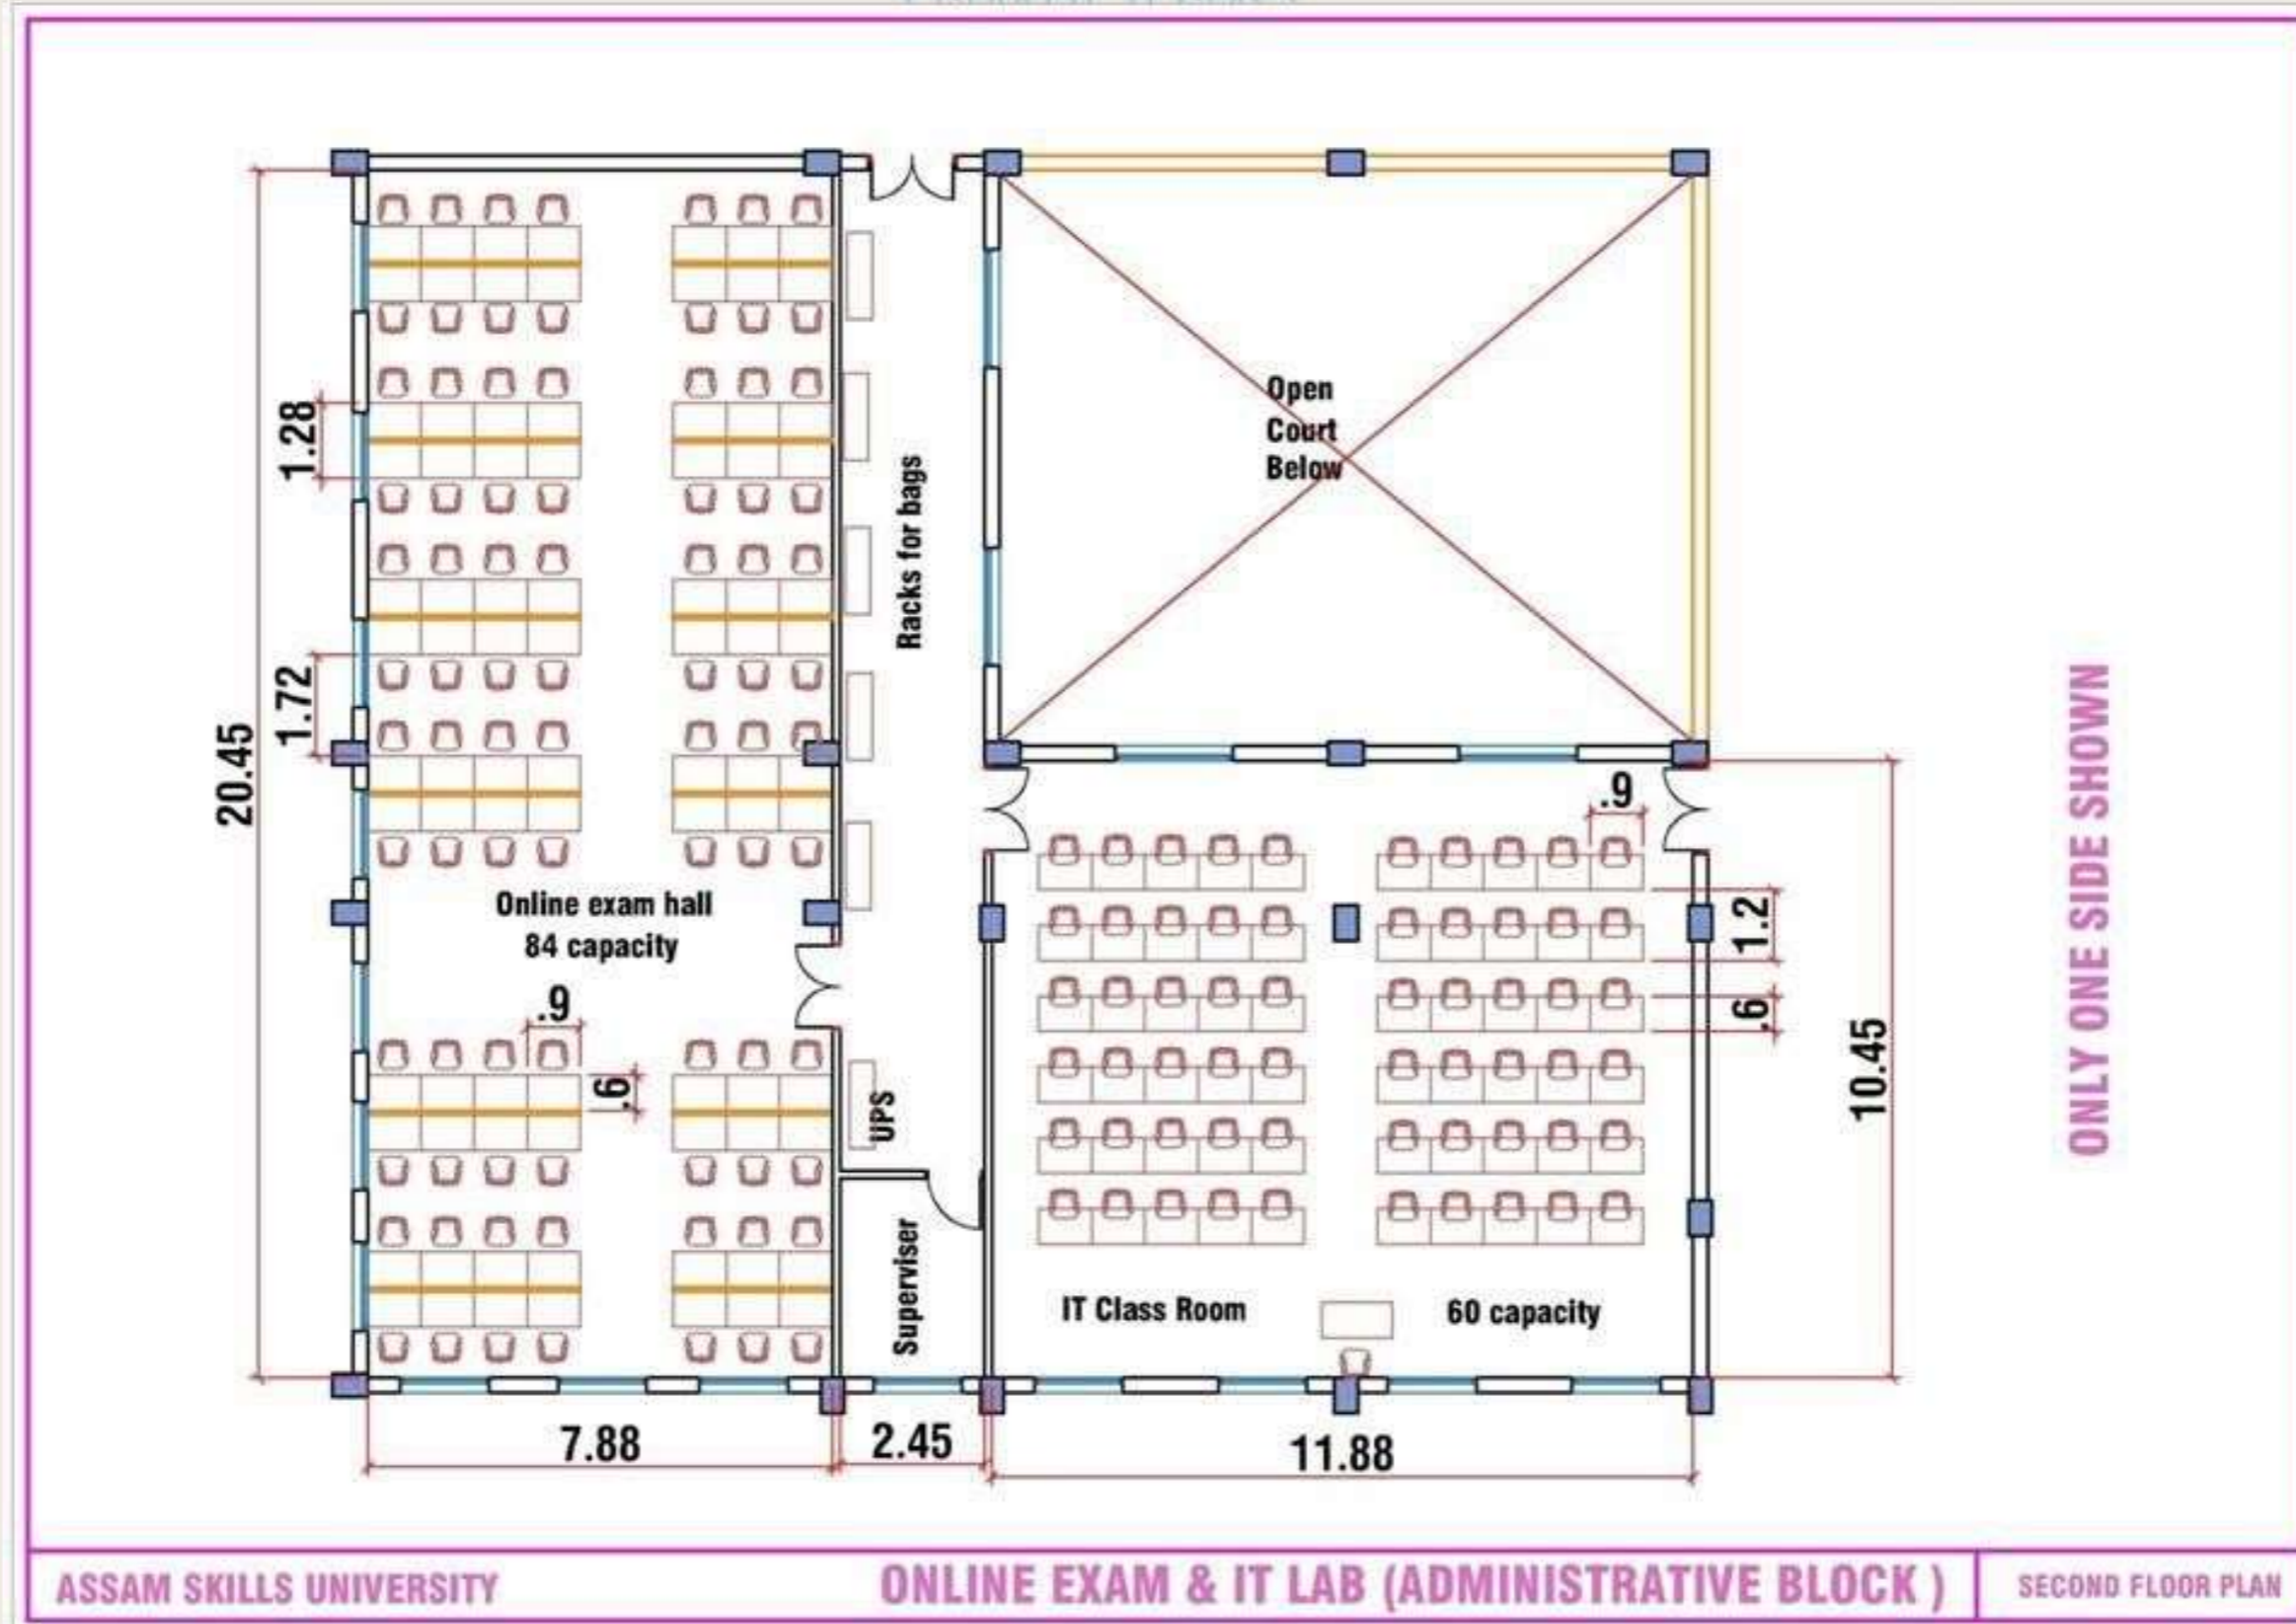 Open
Court
Below
1.28
Racks for bags
1.72
20.45
.9
Online exam hall
84 capacity
1.2
.9
.6
.6
10.45
UPS
Superviser
IT Class Room
60 capacity
7.88
2.45
11.88
ONLY ONE SIDE SHOWN
ASSAM SKILLS UNIVERSITY
ONLINE EXAM & IT LAB (ADMINISTRATIVE BLOCK )
SECOND FLOOR PLAN